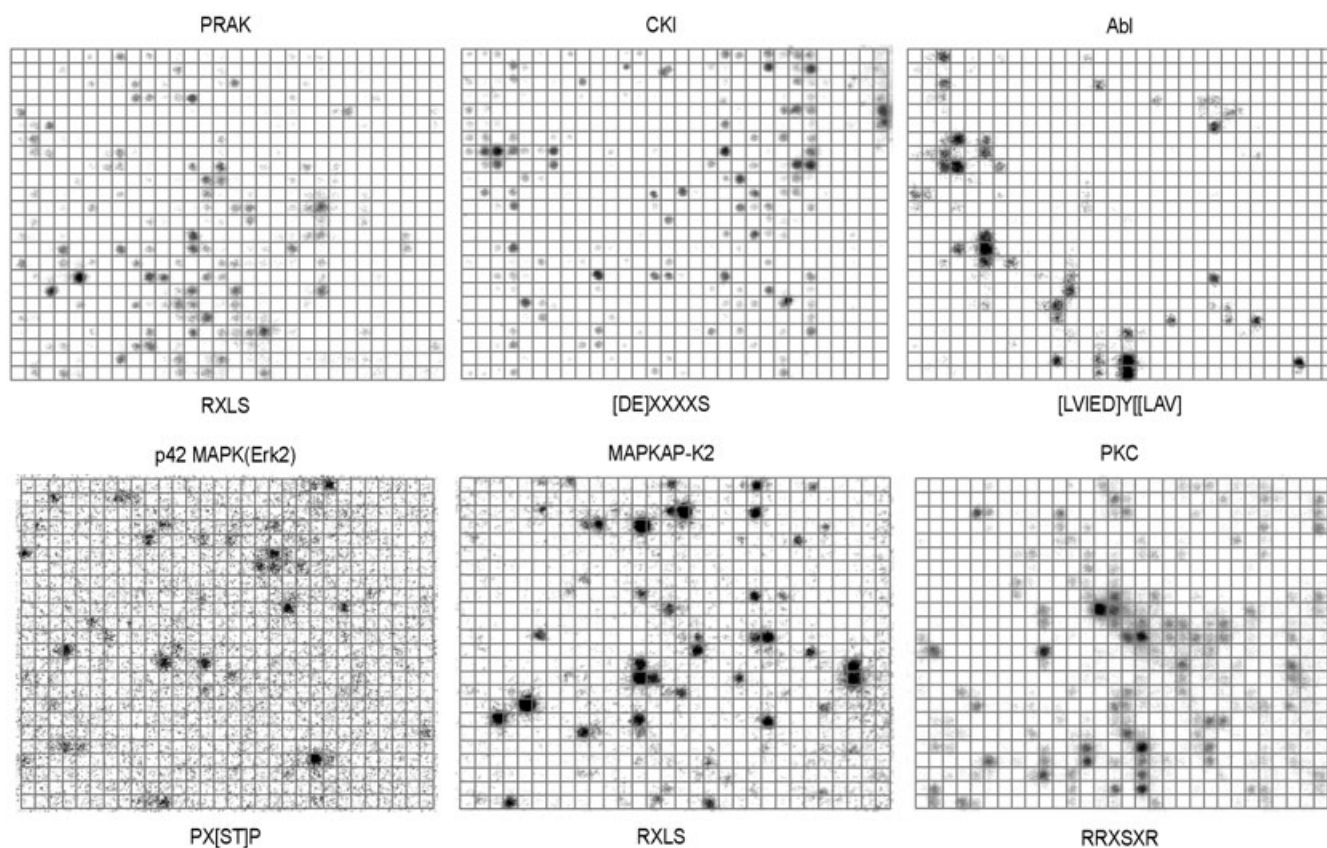 PRAK
CKI
Abl
RXLS
[DE]XXXXS
[LVIED]Y[[LAV]
p42 MAPK(Erk2)
MAPKAP-K2
PKC
PX[ST]P
RXLS
RRXSXR